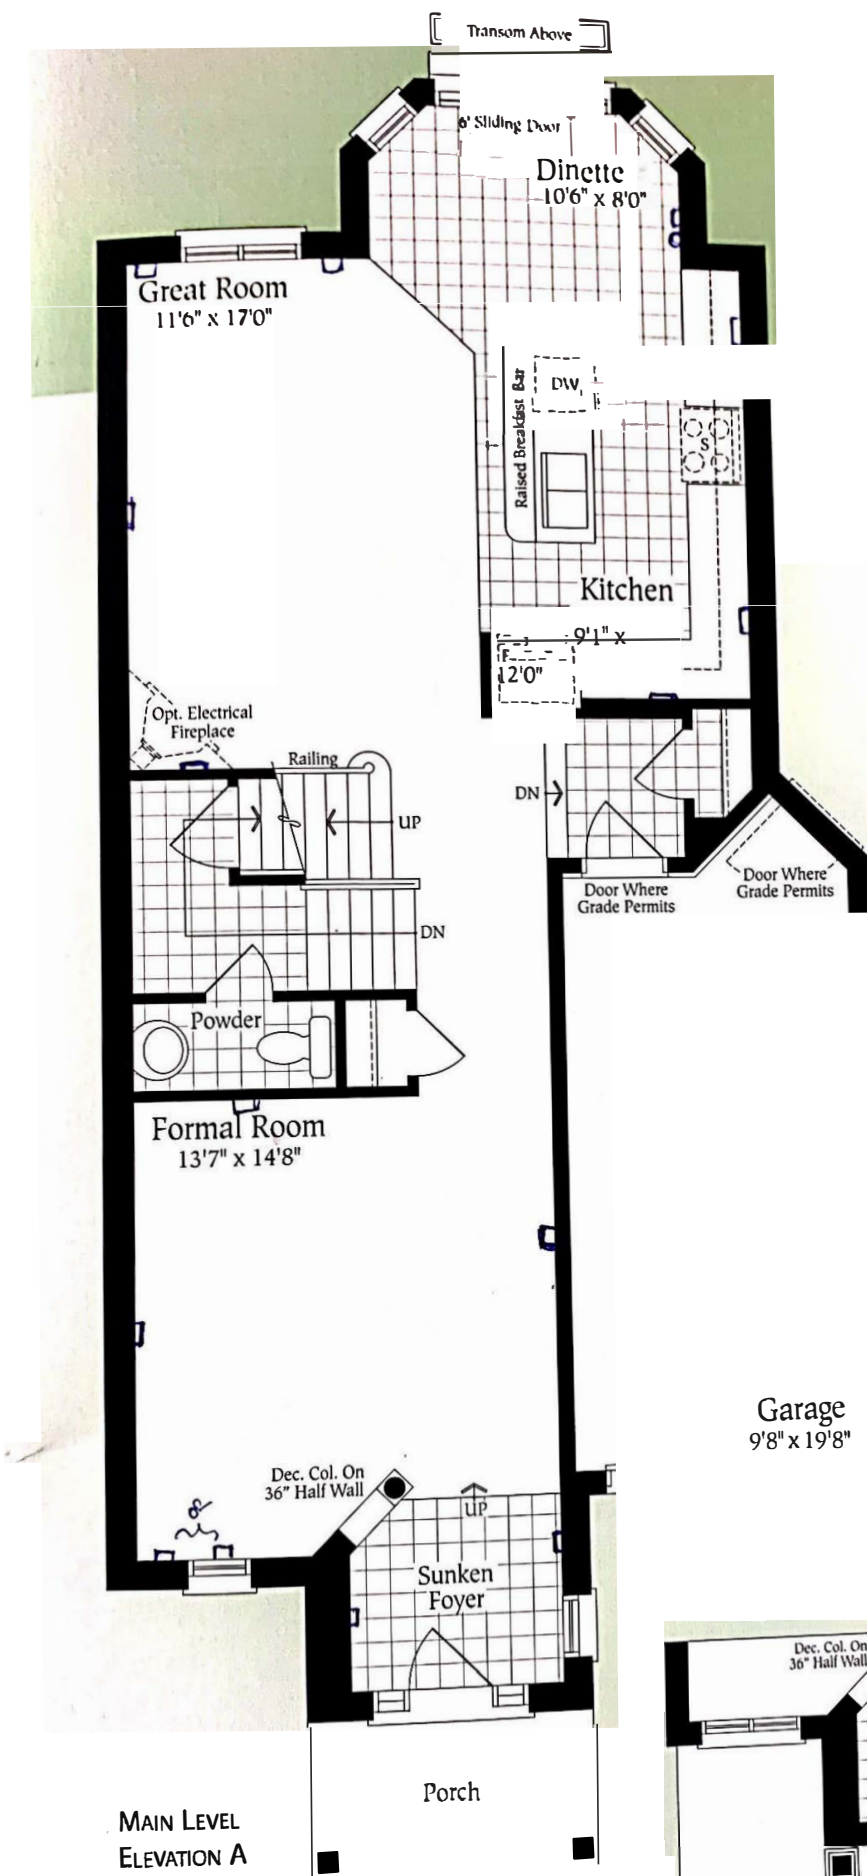 Transom Above
6' Sliding Door
Dinette
10'6" x 8'0"
Great Room
11'6" x 17'0"
Raised Breakfast Bar
DW
S
Kitchen
9'1" x
F
12'0"
Opt. Electrical
Fireplace
Railing
UP
DN
DN
Door Where
Grade Permits
Door Where
Grade Permits
Powder
Formal Room
13'7" x 14'8"
Garage
9'8" x 19'8"
Dec. Col. On
36" Half Wall
UP
Sunken
Foyer
Dec. Col. On
36" Half Wall
Porch
MAIN LEVEL
ELEVATION A